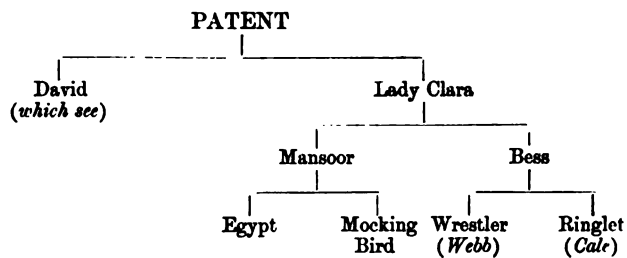 PATENT
David
(which see)
Lady Clara
Mansoor
Bess
Egypt
Mocking
Bird
Wrestler
(Webb)
Ringlet
(Cale)